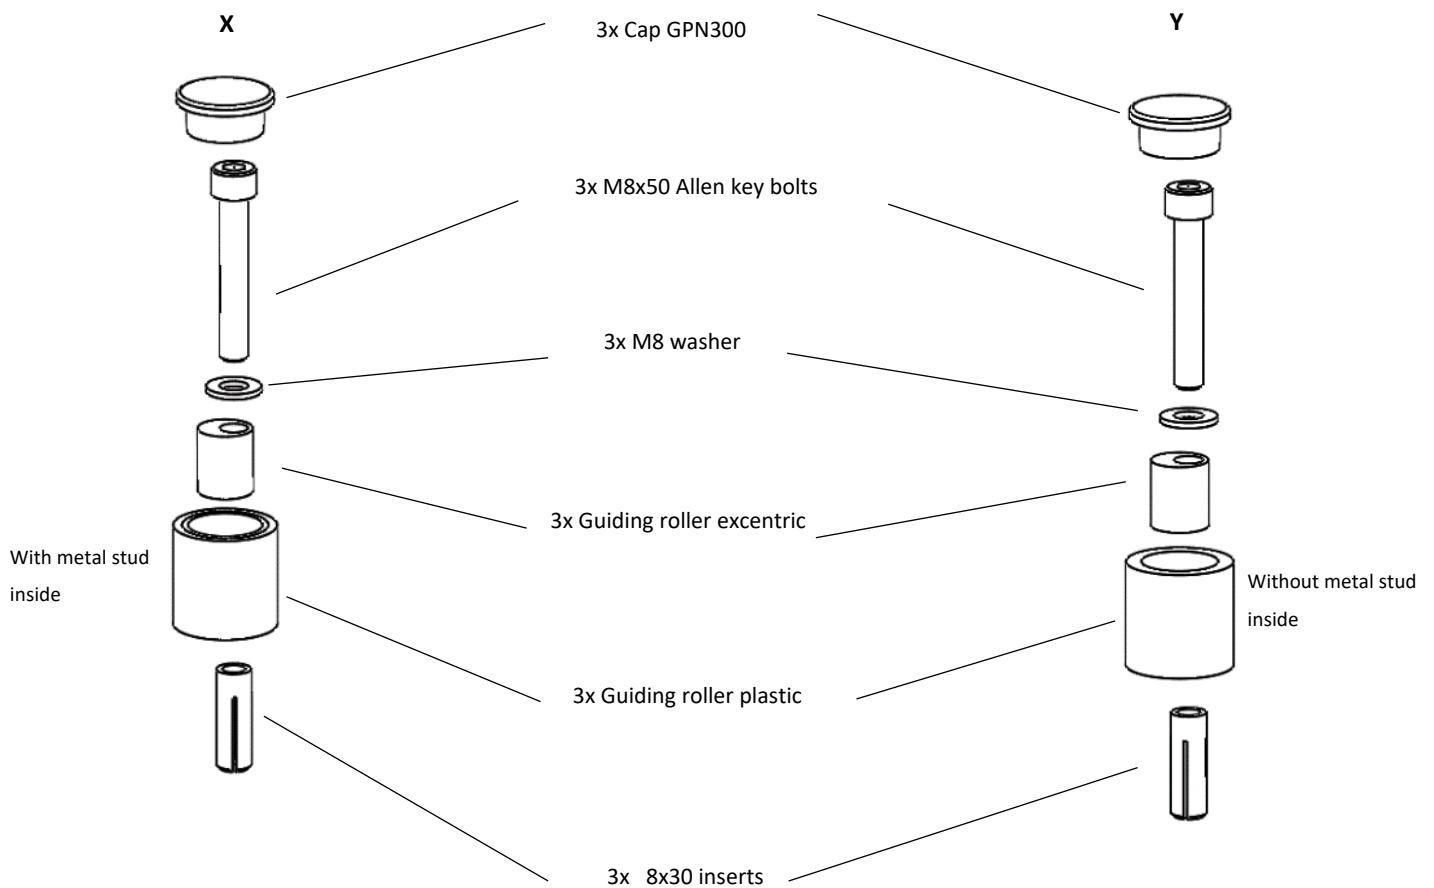 X
Y
3x Cap GPN300
3x M8x50 Allen key bolts
3x M8 washer
3x Guiding roller excentric
With metal stud
inside
Without metal stud
inside
3x Guiding roller plastic
3x 8x30 inserts